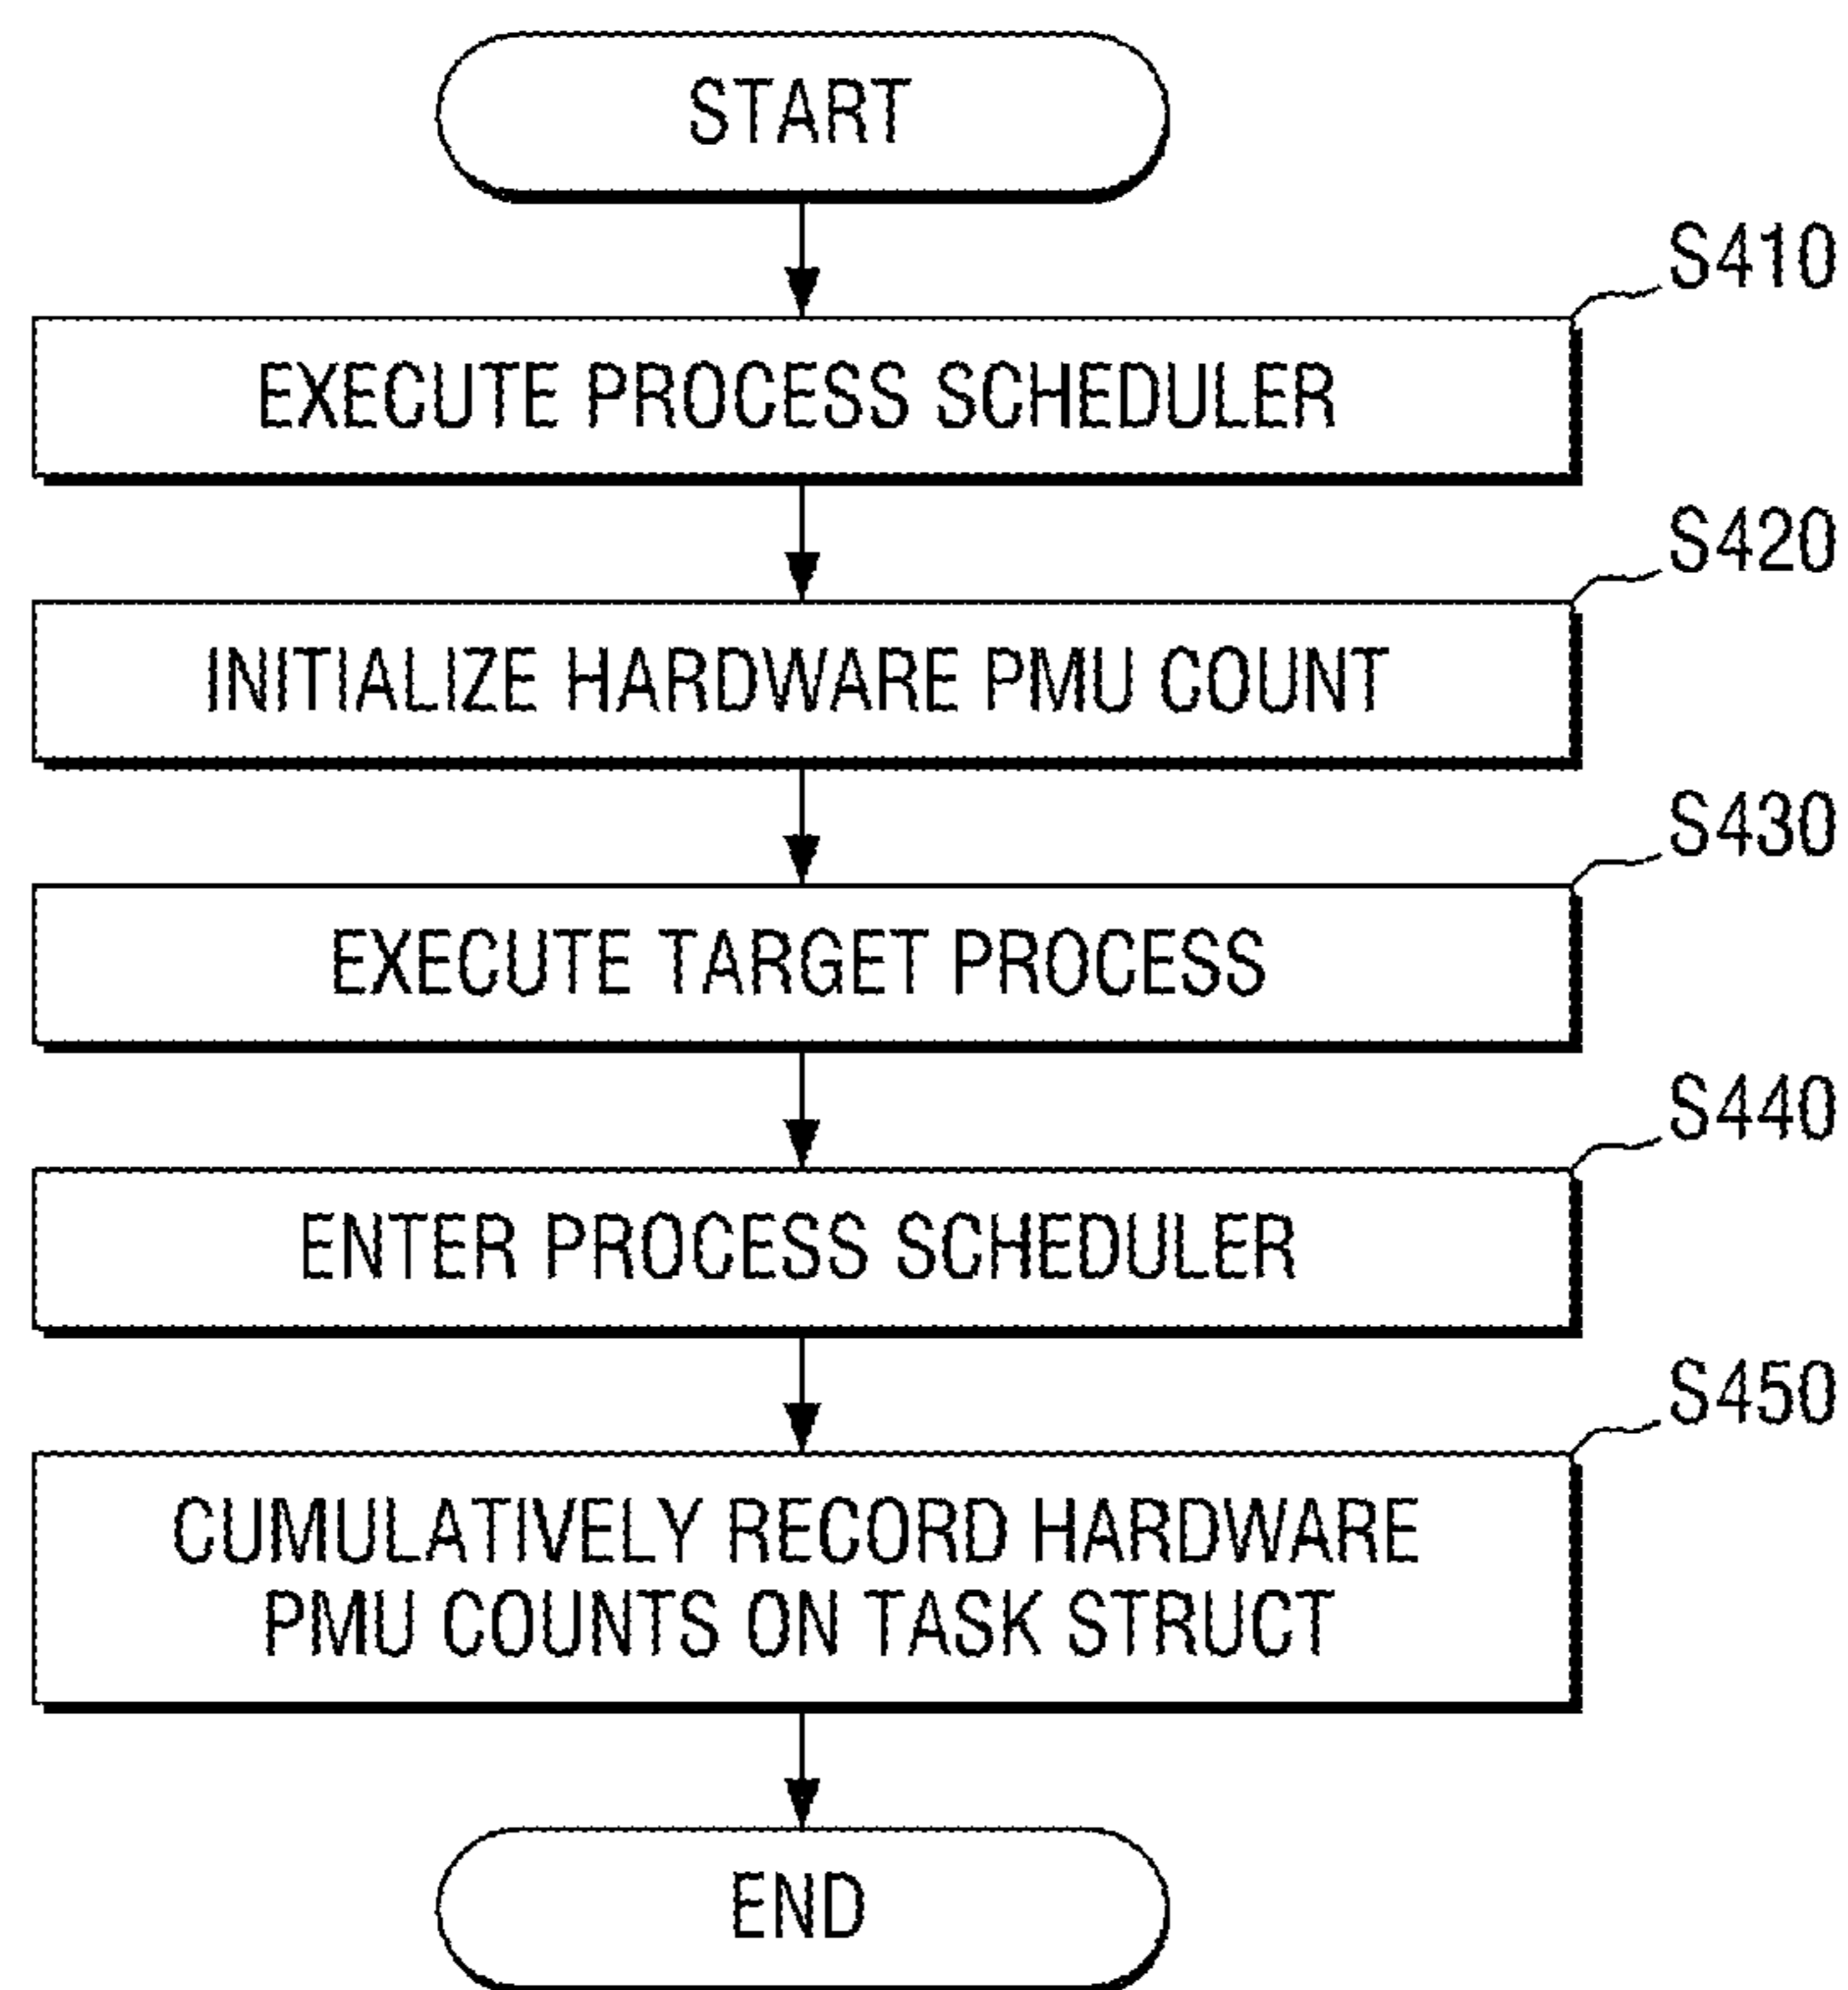 START
S410
EXECUTE PROCESS SCHEDULER
S420
INITIALIZE HARDWARE PMU COUNT
S430
EXECUTE TARGET PROCESS
S440
ENTER PROCESS SCHEDULER
S450
CUMULATIVELY RECORD HARDWARE
PMU COUNTS ON TASK STRUCT
END